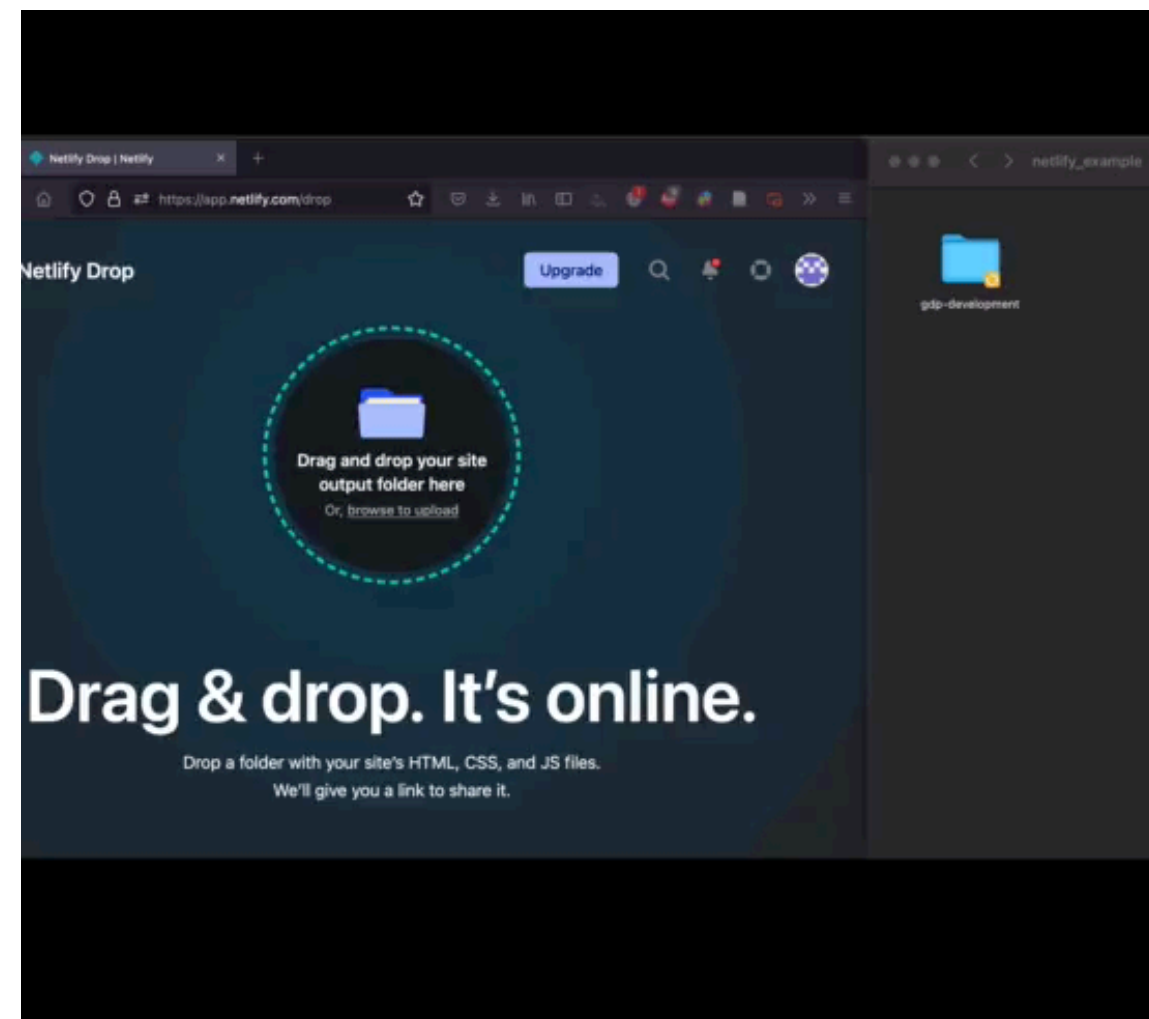 Netlify Drop | Netlify
https://app.netlify.com/drop
netlify_example
Netlify Drop
Upgrade
gdp-development
Drag and drop your site
output folder here
Or, browse to upload
Drag & drop. It’s online.
Drop a folder with your site’s HTML, CSS, and JS files.
We’ll give you a link to share it.